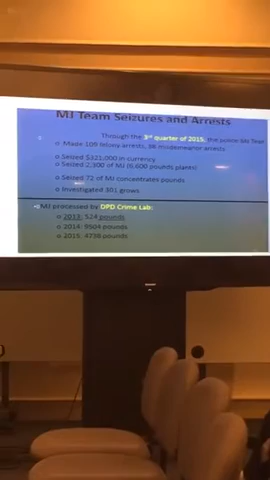 MJ Team Seizures and Arrests
Through the 3rd quarter of 2015, the police MJ Team
o Made 109 felony arrests, 38 misdemeanor arrests
o Seized $321,000 in currency
o Seized 2,300 of MJ (6,600 pounds plants)
o Seized 72 of MJ concentrates pounds
o Investigated 301 grows
MJ processed by DPD Crime Lab:
o 2013: 524 pounds
o 2014: 9504 pounds
o 2015: 4738 pounds